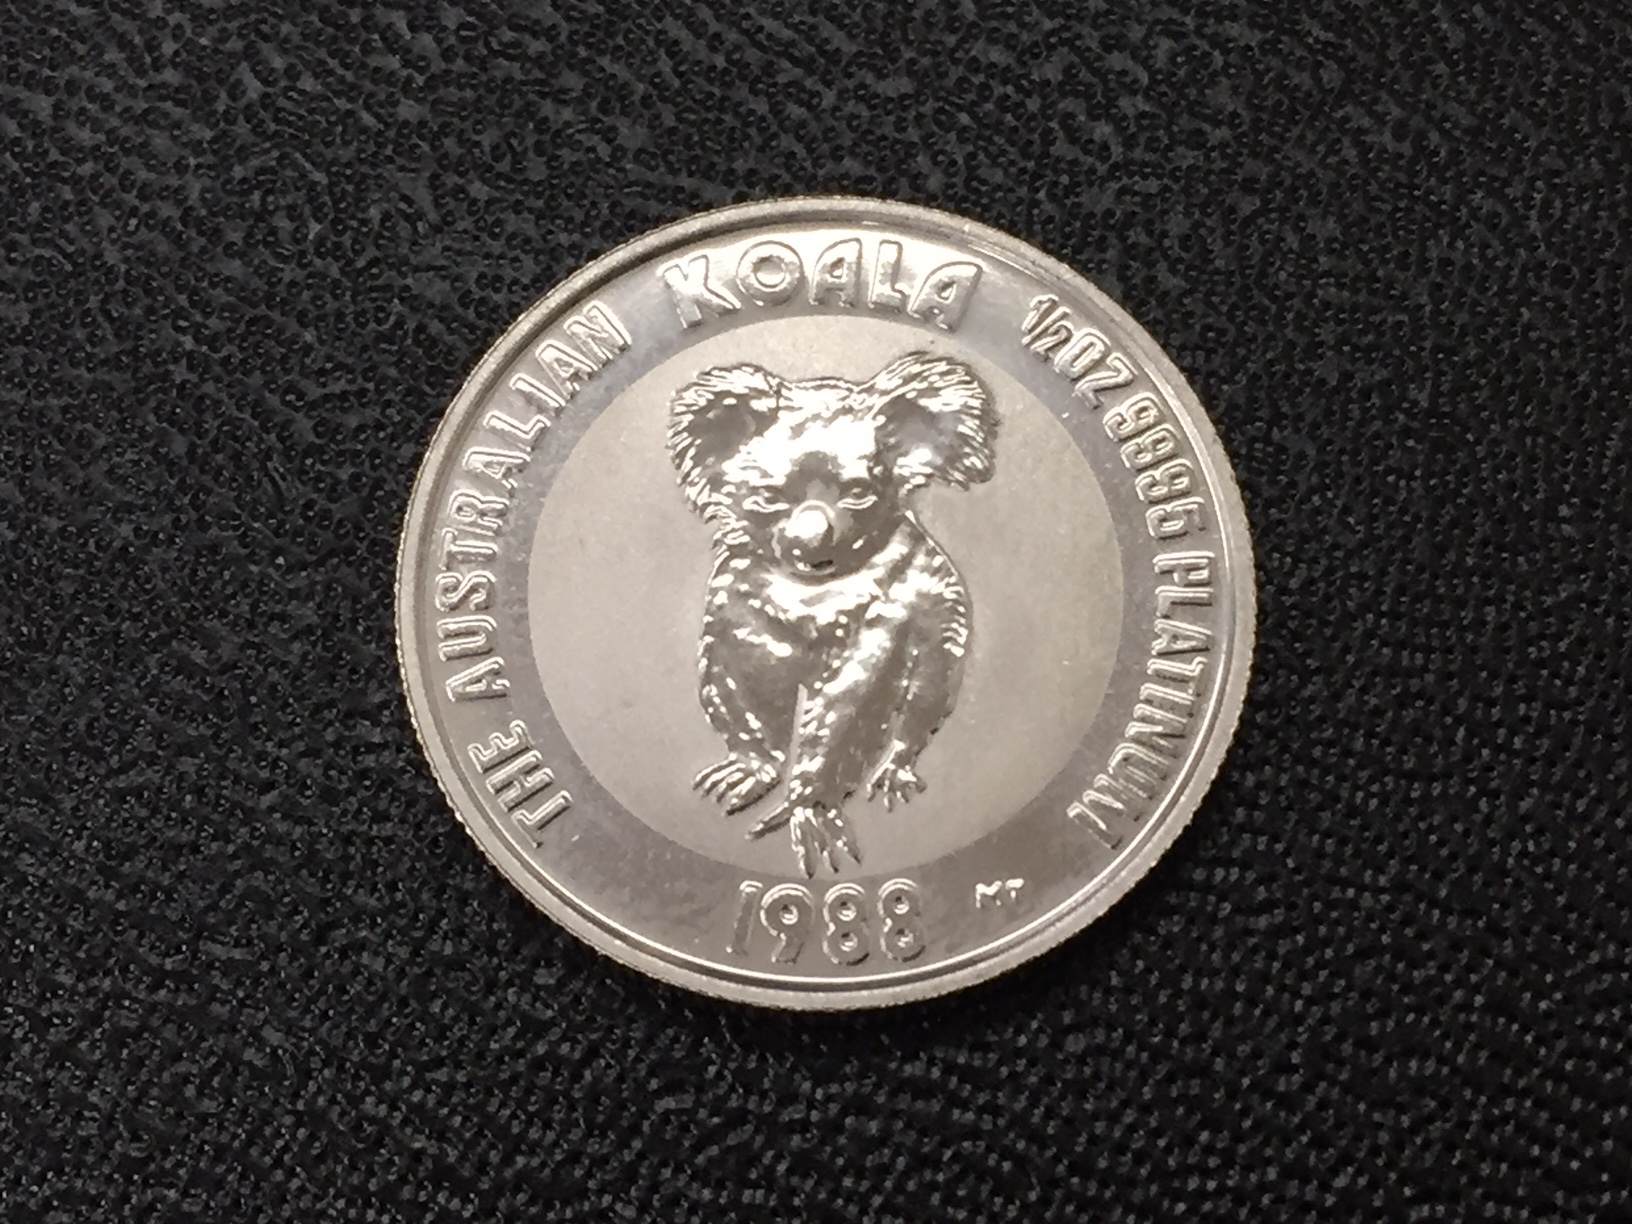 THE AUSTRALIAN KOALA 1/2OZ 9995 PLATINUM
1988 MT